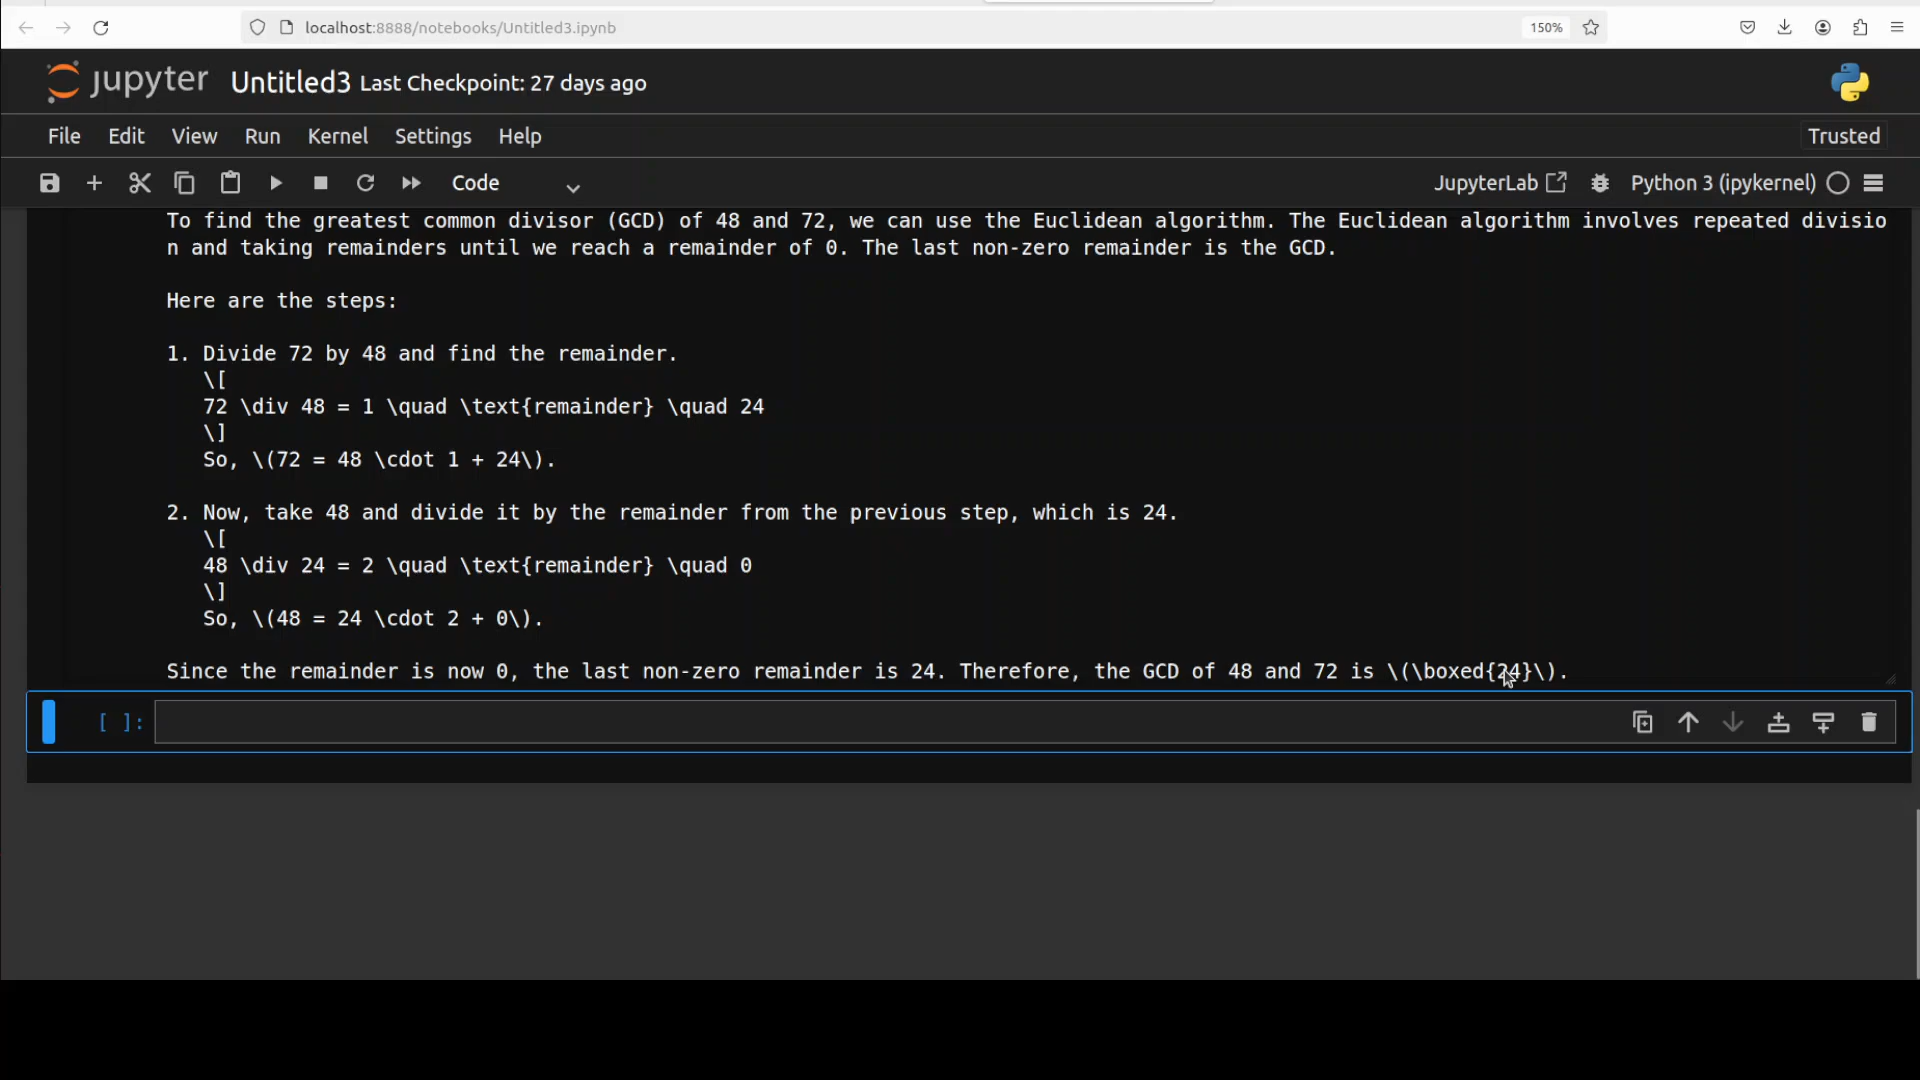 localhost:8888/notebooks/Untitled3.ipynb
150%
jupyter Untitled3 Last Checkpoint: 27 days ago
File Edit View Run Kernel Settings Help
Trusted
Code
JupyterLab
Python 3 (ipykernel)
To find the greatest common divisor (GCD) of 48 and 72, we can use the Euclidean algorithm. The Euclidean algorithm involves repeated divisio
n and taking remainders until we reach a remainder of 0. The last non-zero remainder is the GCD.
Here are the steps:
1. Divide 72 by 48 and find the remainder.
\[
72 \div 48 = 1 \quad \text{remainder} \quad 24
\]
So, \(72 = 48 \cdot 1 + 24\).
2. Now, take 48 and divide it by the remainder from the previous step, which is 24.
\[
48 \div 24 = 2 \quad \text{remainder} \quad 0
\]
So, \(48 = 24 \cdot 2 + 0\).
Since the remainder is now 0, the last non-zero remainder is 24. Therefore, the GCD of 48 and 72 is \(\boxed{24}\).
[ ]: